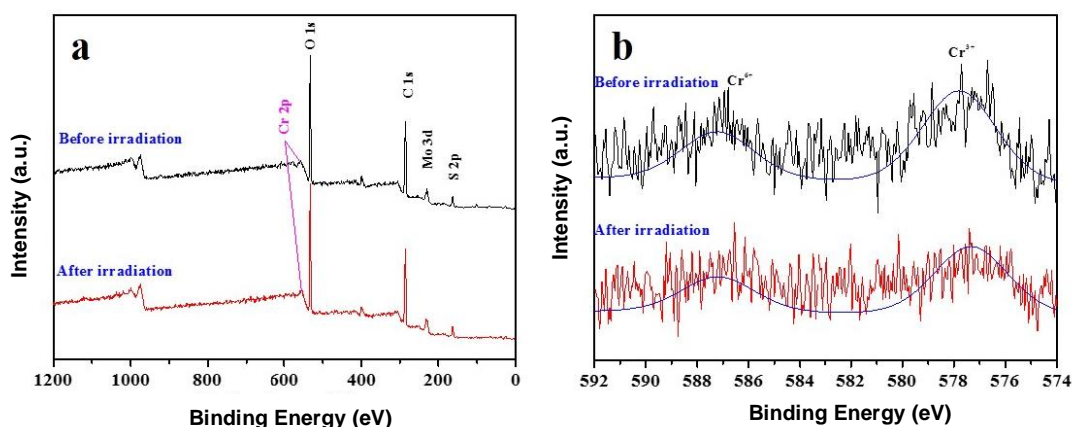 a
O 1s
Cr 2p
C 1s
Mo 3d
S 2p
Before irradiation
After irradiation
Intensity (a.u.)
1200 1000 800 600 400 200 0
Binding Energy (eV)
b
Before irradiation
Cr⁶⁺
Cr³⁺
After irradiation
Intensity (a.u.)
592 590 588 586 584 582 580 578 576 574
Binding Energy (eV)